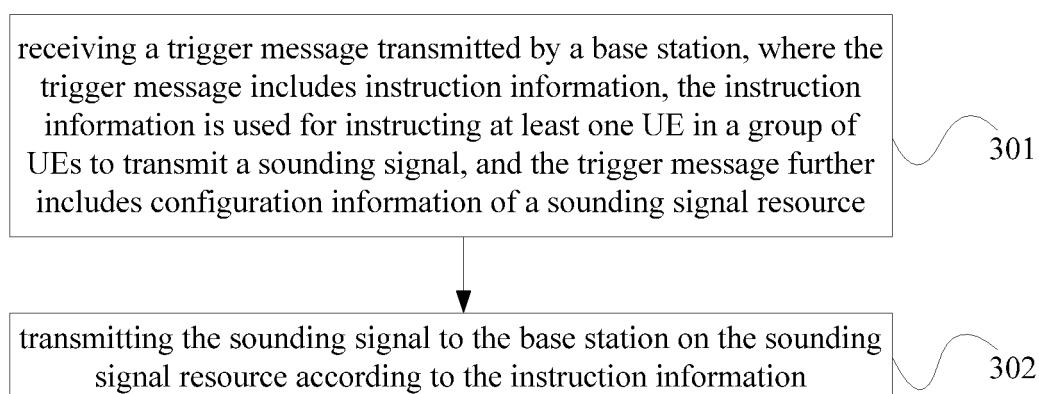 receiving a trigger message transmitted by a base station, where the
trigger message includes instruction information, the instruction
information is used for instructing at least one UE in a group of
UEs to transmit a sounding signal, and the trigger message further
includes configuration information of a sounding signal resource
301
transmitting the sounding signal to the base station on the sounding
signal resource according to the instruction information
302